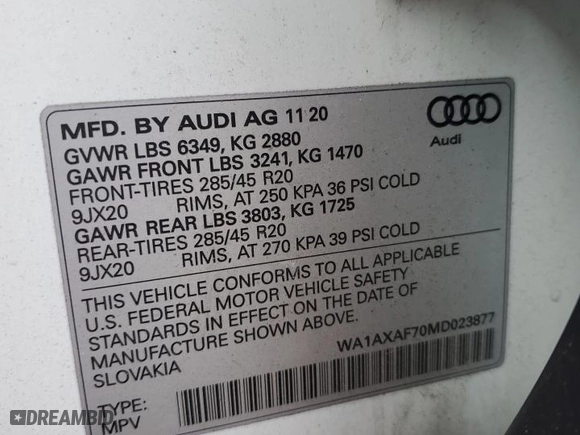 MFD. BY AUDI AG 11 20
GVWR LBS 6349, KG 2880
GAWR FRONT LBS 3241, KG 1470
FRONT-TIRES 285/45 R20
9JX20 RIMS, AT 250 KPA 36 PSI COLD
GAWR REAR LBS 3803, KG 1725
REAR-TIRES 285/45 R20
9JX20 RIMS, AT 270 KPA 39 PSI COLD
Audi
THIS VEHICLE CONFORMS TO ALL APPLICABLE
U.S. FEDERAL MOTOR VEHICLE SAFETY
STANDARDS IN EFFECT ON THE DATE OF
MANUFACTURE SHOWN ABOVE.
SLOVAKIA
WA1AXAF70MD023877
TYPE:
MPV
DREAMBID